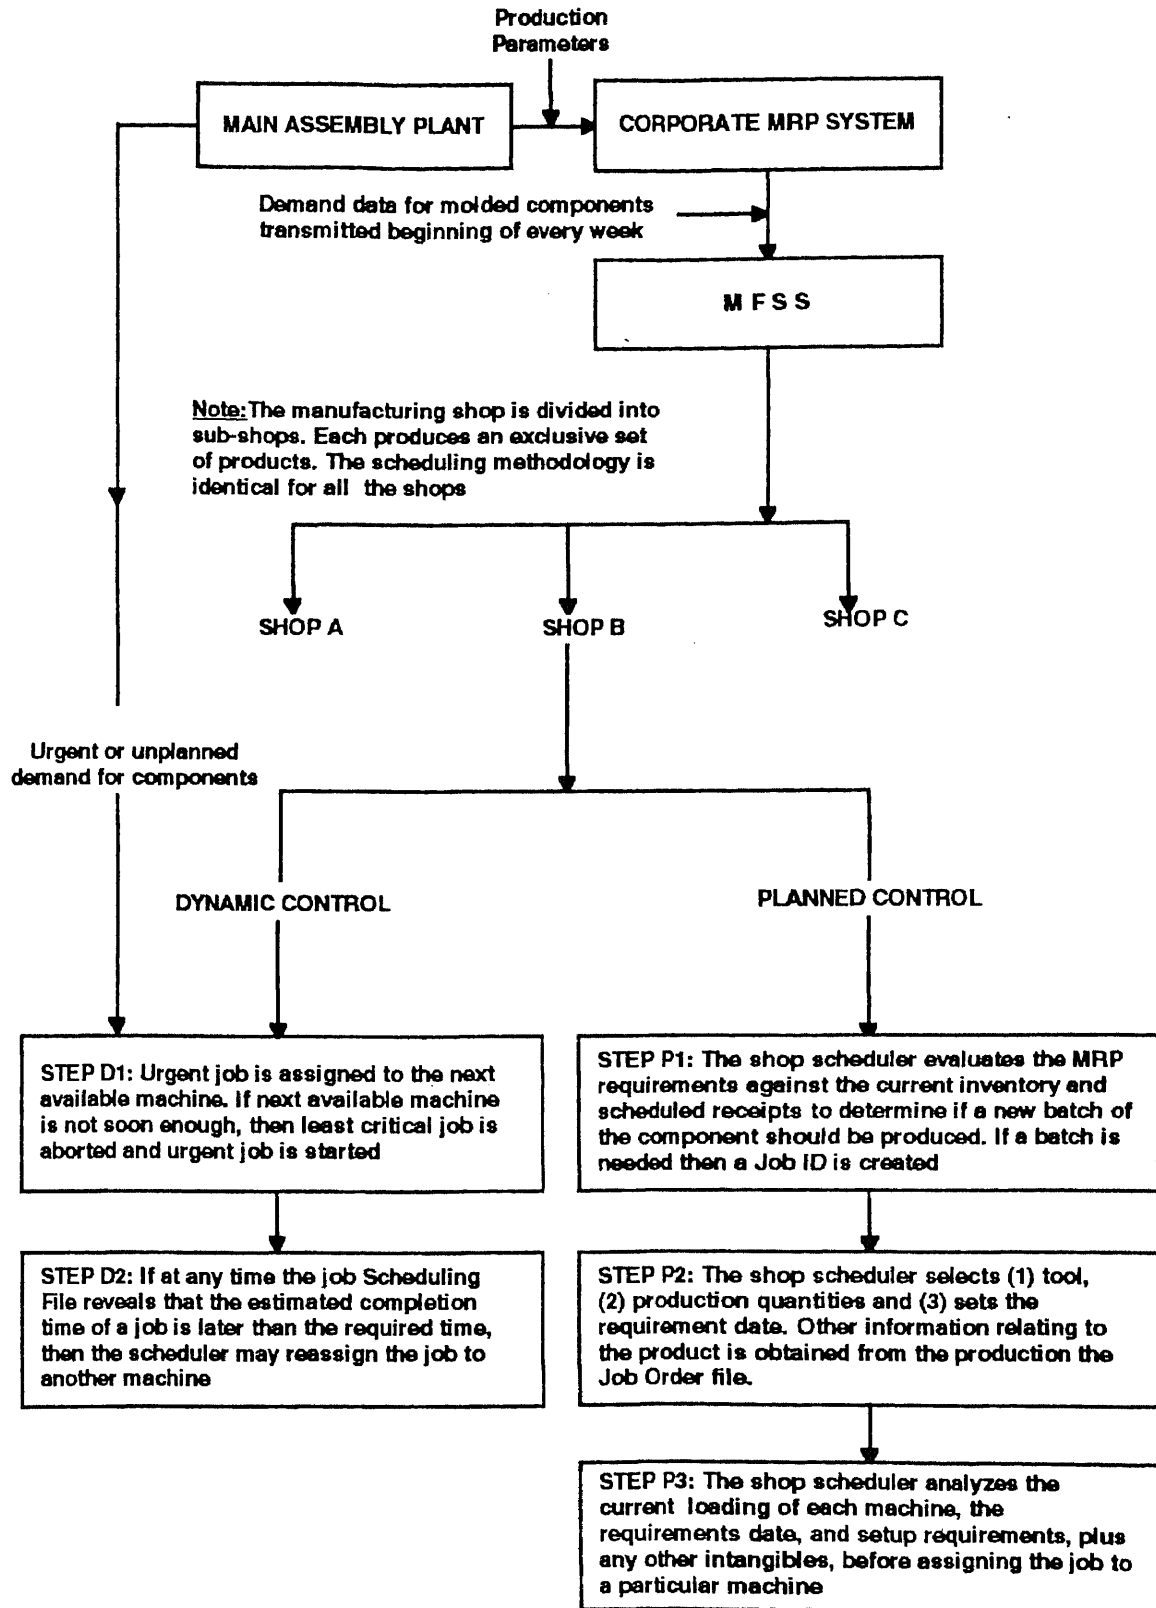 Production
Parameters
MAIN ASSEMBLY PLANT
CORPORATE MRP SYSTEM
Demand data for molded components
transmitted beginning of every week
M F S S
Note: The manufacturing shop is divided into
sub-shops. Each produces an exclusive set
of products. The scheduling methodology is
identical for all the shops
SHOP A
SHOP B
SHOP C
Urgent or unplanned
demand for components
DYNAMIC CONTROL
PLANNED CONTROL
STEP D1: Urgent job is assigned to the next
available machine. If next available machine
is not soon enough, then least critical job is
aborted and urgent job is started
STEP P1: The shop scheduler evaluates the MRP
requirements against the current inventory and
scheduled receipts to determine if a new batch of
the component should be produced. If a batch is
needed then a Job ID is created
STEP D2: If at any time the job Scheduling
File reveals that the estimated completion
time of a job is later than the required time,
then the scheduler may reassign the job to
another machine
STEP P2: The shop scheduler selects (1) tool,
(2) production quantities and (3) sets the
requirement date. Other information relating to
the product is obtained from the production the
Job Order file.
STEP P3: The shop scheduler analyzes the
current loading of each machine, the
requirements date, and setup requirements, plus
any other intangibles, before assigning the job to
a particular machine